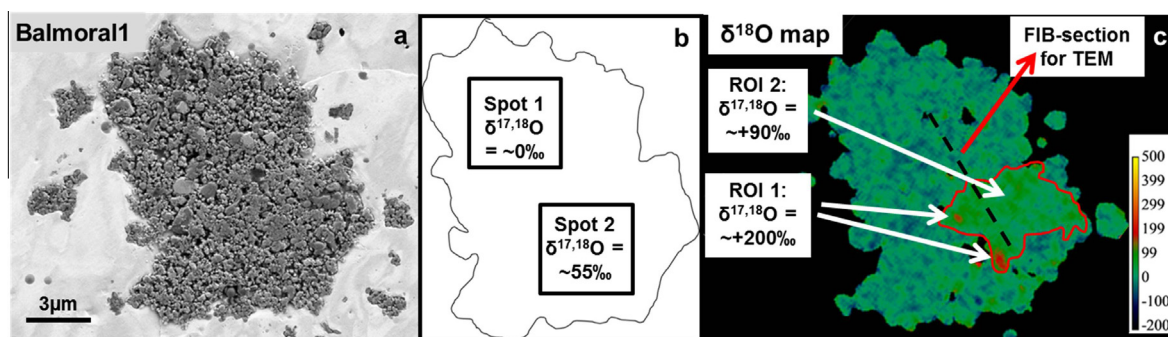 Balmoral1
a
3μm
b
Spot 1
δ17,18O
= ~0‰
Spot 2
δ17,18O =
~55‰
δ18O map
c
FIB-section
for TEM
ROI 2:
δ17,18O =
~+90‰
ROI 1:
δ17,18O =
~+200‰
500
399
299
199
99
0
-100
-200